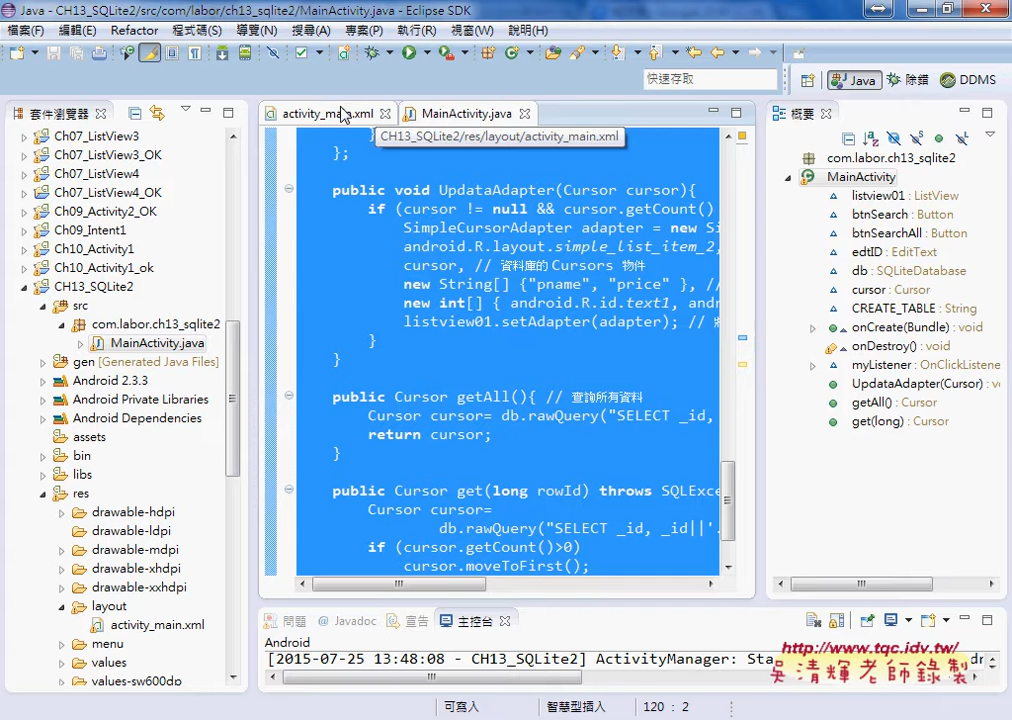 Java - CH13_SQLite2/src/com/labor/ch13_sqlite2/MainActivity.java - Eclipse SDK
檔案(F) 編輯(E) Refactor 程式碼(S) 導覽(N) 搜尋(A) 專案(P) 執行(R) 視窗(W) 說明(H)
快速存取
Java 除錯 DDMS
套件瀏覽器
Ch07_ListView3
Ch07_ListView3_OK
Ch07_ListView4
Ch07_ListView4_OK
Ch09_Activity2_OK
Ch09_Intent1
Ch10_Activity1
Ch10_Activity1_ok
CH13_SQLite2
src
com.labor.ch13_sqlite2
MainActivity.java
gen [Generated Java Files]
Android 2.3.3
Android Private Libraries
Android Dependencies
assets
bin
libs
res
drawable-hdpi
drawable-ldpi
drawable-mdpi
drawable-xhdpi
drawable-xxhdpi
layout
activity_main.xml
menu
values
values-sw600dp
activity_main.xml MainActivity.java
CH13_SQLite2/res/layout/activity_main.xml
}
};
public void UpdataAdapter(Cursor cursor){
if (cursor != null && cursor.getCount()
SimpleCursorAdapter adapter = new Si
android.R.layout.simple_list_item_2,
cursor, // 資料庫的 Cursors 物件
new String[] {"pname", "price" }, //
new int[] { android.R.id.text1, and
listview01.setAdapter(adapter); //
}
}
public Cursor getAll(){ // 查詢所有資料
Cursor cursor= db.rawQuery("SELECT _id,
return cursor;
}
public Cursor get(long rowId) throws SQLExce
Cursor cursor=
db.rawQuery("SELECT _id, _id||'.
if (cursor.getCount()>0)
cursor.moveToFirst();
概要
com.labor.ch13_sqlite2
MainActivity
listview01 : ListView
btnSearch : Button
btnSearchAll : Button
edtID : EditText
db : SQLiteDatabase
cursor : Cursor
CREATE_TABLE : String
onCreate(Bundle) : void
onDestroy() : void
myListener : OnClickListene
UpdataAdapter(Cursor) : vo
getAll() : Cursor
get(long) : Cursor
問題 Javadoc 宣告 主控台
Android
[2015-07-25 13:48:08 - CH13_SQLite2] ActivityManager: Sta
http://www.tqc.idv.tw/
吳清輝老師錄製
可寫入 智慧型插入 120 : 2